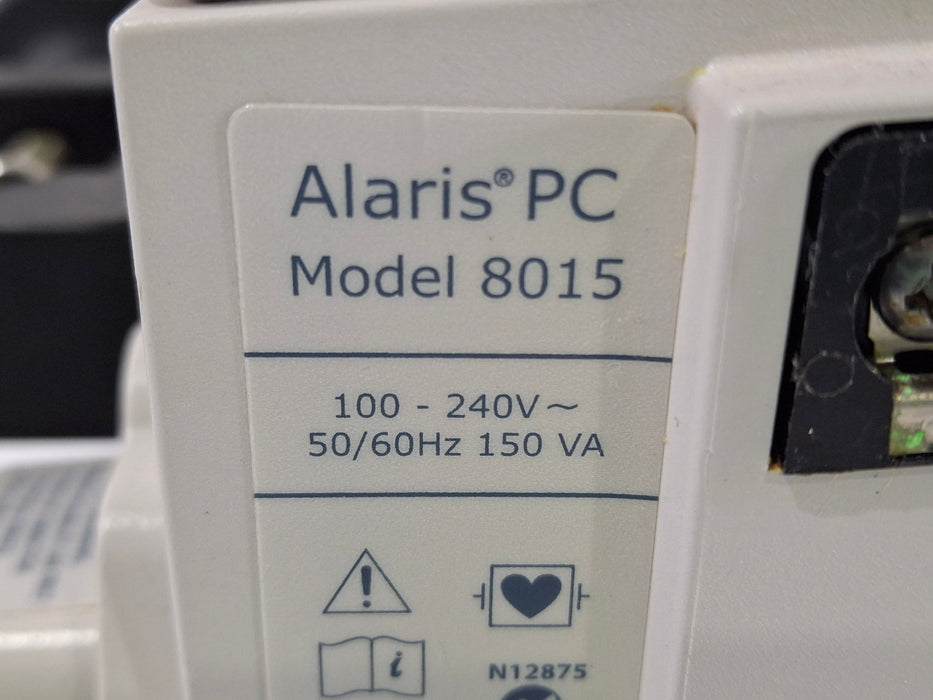 Alaris® PC
Model 8015
100 - 240V~
50/60Hz 150 VA
i
N12875